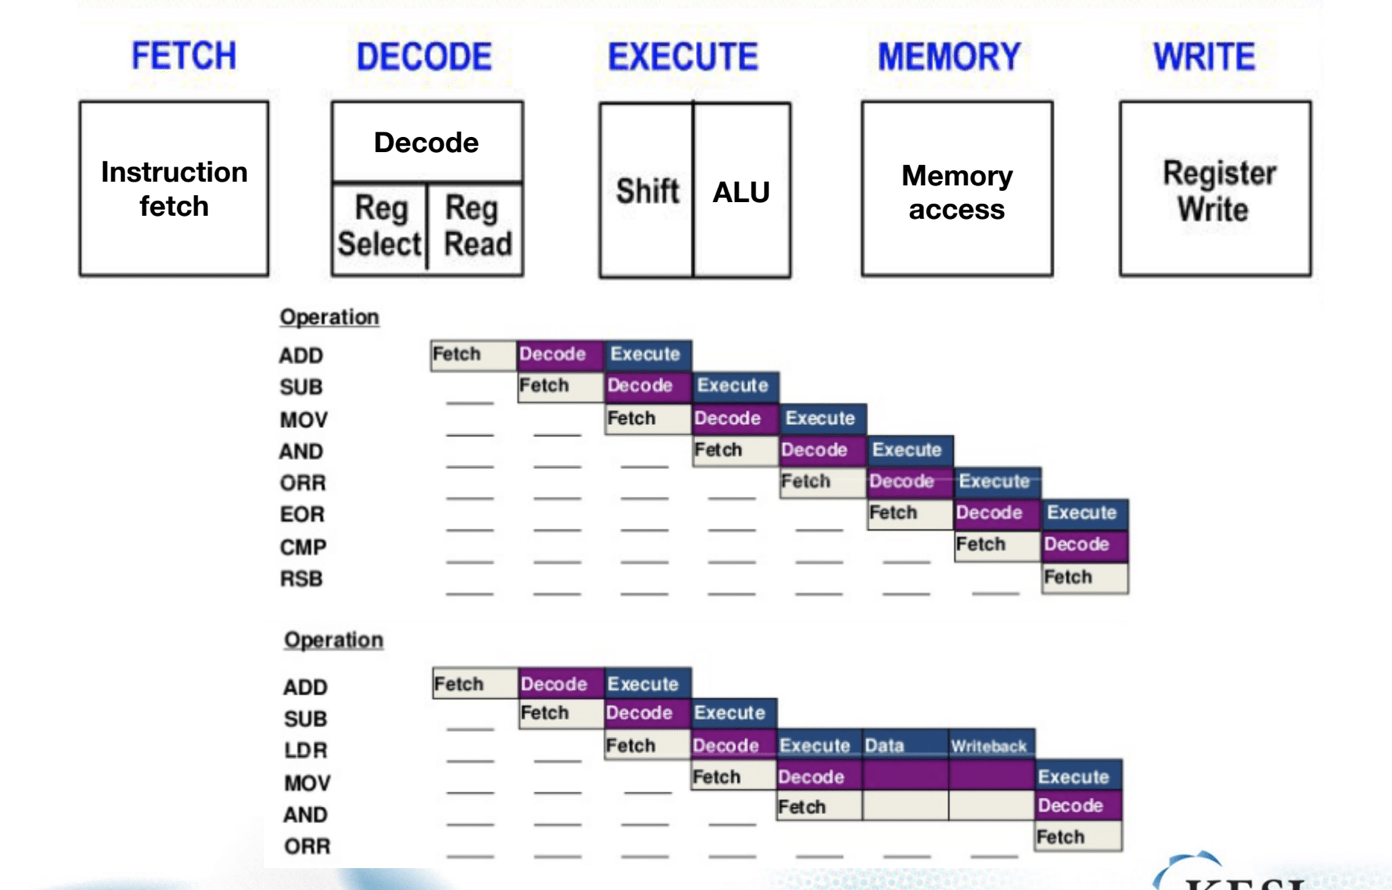 FETCH DECODE EXECUTE MEMORY WRITE
Instruction
fetch
Decode
Reg
Select
Reg
Read
Shift
ALU
Memory
access
Register
Write
Operation
ADD Fetch Decode Execute
SUB Fetch Decode Execute
MOV Fetch Decode Execute
AND Fetch Decode Execute
ORR Fetch Decode Execute
EOR Fetch Decode Execute
CMP Fetch Decode
RSB Fetch
Operation
ADD Fetch Decode Execute
SUB Fetch Decode Execute
LDR Fetch Decode Execute Data Writeback
MOV Fetch Decode Execute
AND Fetch Decode
ORR Fetch